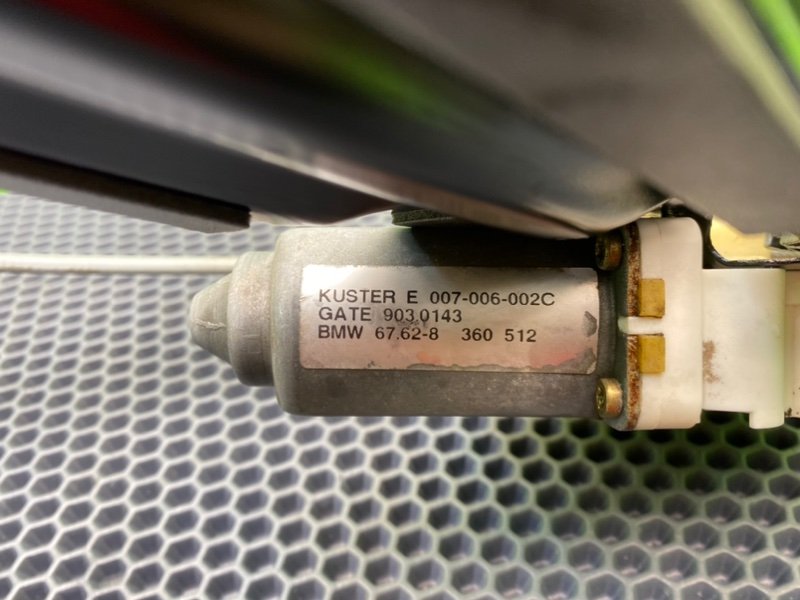 KUSTER E 007-006-002C
GATE 903.0143
BMW 67.62-8 360 512